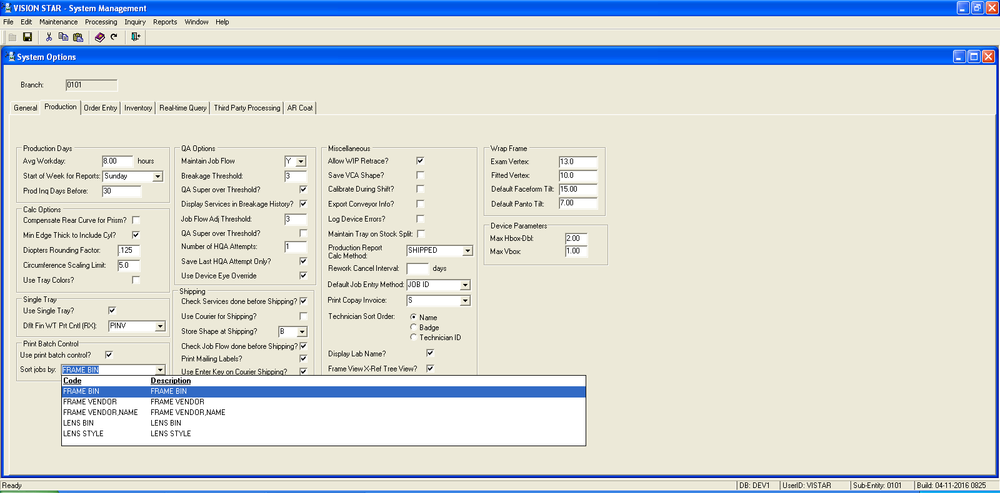 VISION STAR - System Management
File Edit Maintenance Processing Inquiry Reports Window Help
System Options
Branch: 0101
General Production Order Entry Inventory Real-time Query Third Party Processing AR Coat
Production Days
Avg Workday: 8.00 hours
Start of Week for Reports: Sunday
Prod Inq Days Before: 30
Calc Options
Compensate Rear Curve for Prism?
Min Edge Thick to Include Cyl?
Diopters Rounding Factor: .125
Circumference Scaling Limit: 5.0
Use Tray Colors?
Single Tray
Use Single Tray?
Dflt Fin WT Prt Cntl (RX): PINV
Print Batch Control
Use print batch control?
Sort jobs by: FRAME BIN
Code Description
FRAME BIN FRAME BIN
FRAME VENDOR FRAME VENDOR
FRAME VENDOR,NAME FRAME VENDOR,NAME
LENS BIN LENS BIN
LENS STYLE LENS STYLE
QA Options
Maintain Job Flow Y
Breakage Threshold: 3
QA Super over Threshold?
Display Services in Breakage History?
Job Flow Adj Threshold: 3
QA Super over Threshold?
Number of HQA Attempts: 1
Save Last HQA Attempt Only?
Use Device Eye Override
Shipping
Check Services done before Shipping?
Use Courier for Shipping?
Store Shape at Shipping? B
Check Job Flow done before Shipping?
Print Mailing Labels?
Use Enter Key on Courier Shipping?
Miscellaneous
Allow WIP Retrace?
Save VCA Shape?
Calibrate During Shift?
Export Conveyor Info?
Log Device Errors?
Maintain Tray on Stock Split:
Production Report
Calc Method: SHIPPED
Rework Cancel Interval: days
Default Job Entry Method: JOB ID
Print Copay Invoice: S
Technician Sort Order: Name
Badge
Technician ID
Display Lab Name?
Frame View X-Ref Tree View?
Wrap Frame
Exam Vertex: 13.0
Fitted Vertex: 10.0
Default Faceform Tilt: 15.00
Default Panto Tilt: 7.00
Device Parameters
Max Hbox-Dbl: 2.00
Max Vbox: 1.00
Ready DB: DEV1 UserID: VISTAR Sub-Entity: 0101 Build: 04-11-2016 0825